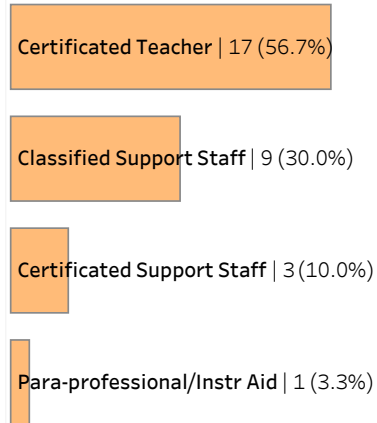 Certificated Teacher | 17 (56.7%)
Classified Support Staff | 9 (30.0%)
Certificated Support Staff | 3 (10.0%)
Para-professional/Instr Aid | 1 (3.3%)